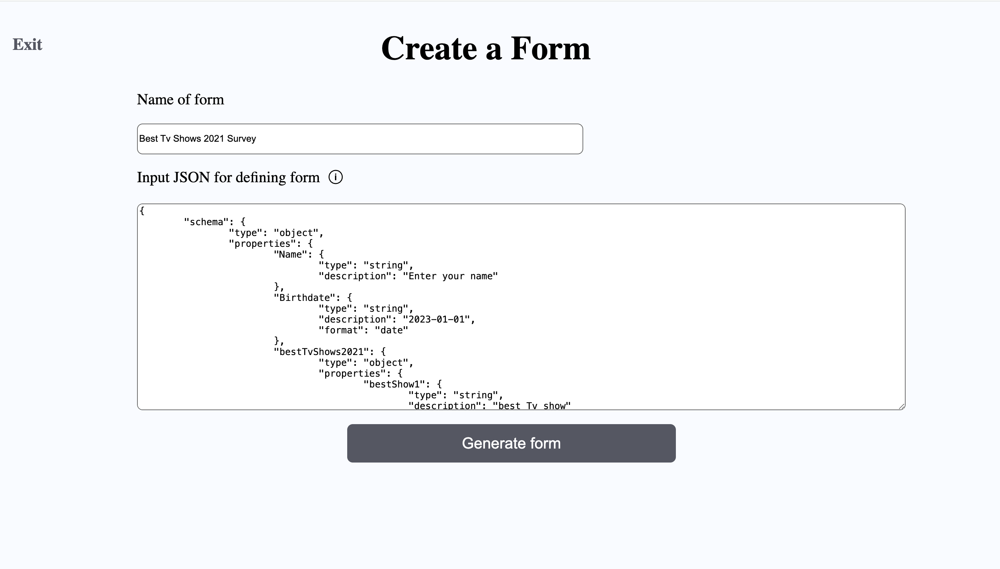 Exit
Create a Form
Name of form
Best Tv Shows 2021 Survey
Input JSON for defining form i
{
	"schema": {
		"type": "object",
		"properties": {
			"Name": {
				"type": "string",
				"description": "Enter your name"
			},
			"Birthdate": {
				"type": "string",
				"description": "2023-01-01",
				"format": "date"
			},
			"bestTvShows2021": {
				"type": "object",
				"properties": {
					"bestShow1": {
						"type": "string",
						"description": "best Tv show"
Generate form